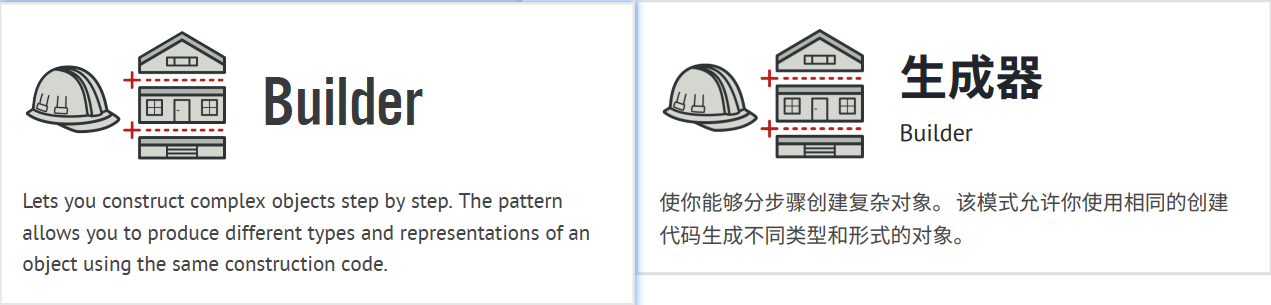 Builder
Lets you construct complex objects step by step. The pattern
allows you to produce different types and representations of an
object using the same construction code.
生成器
Builder
使你能够分步骤创建复杂对象。 该模式允许你使用相同的创建
代码生成不同类型和形式的对象。